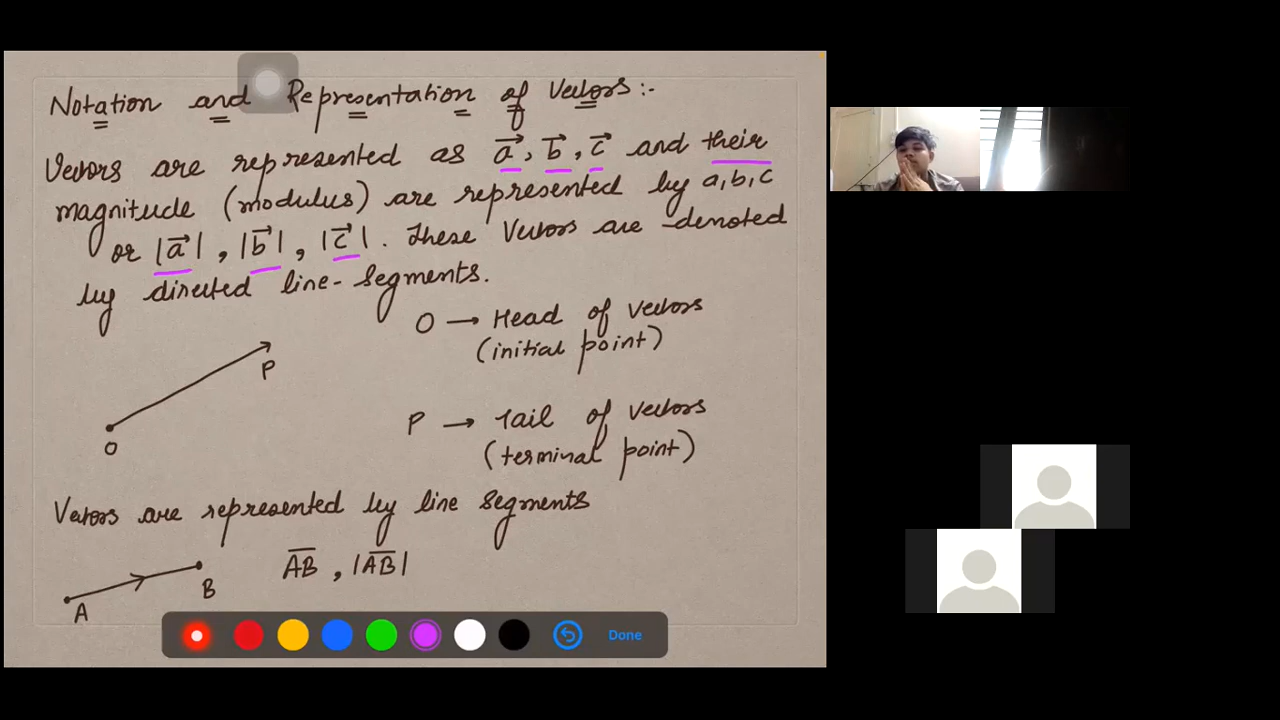 Notation and Representation of Vectors :-
Vectors are represented as a⃗, b⃗, c⃗ and their
magnitude (modulus) are represented by a, b, c
or |a⃗|, |b⃗|, |c⃗|. These Vectors are denoted
by directed line-segments.
O → Head of vectors
(initial point)
P
O
P → Tail of vectors
(terminal point)
Vectors are represented by line segments
A B A̅B̅, |A̅B̅|
Done